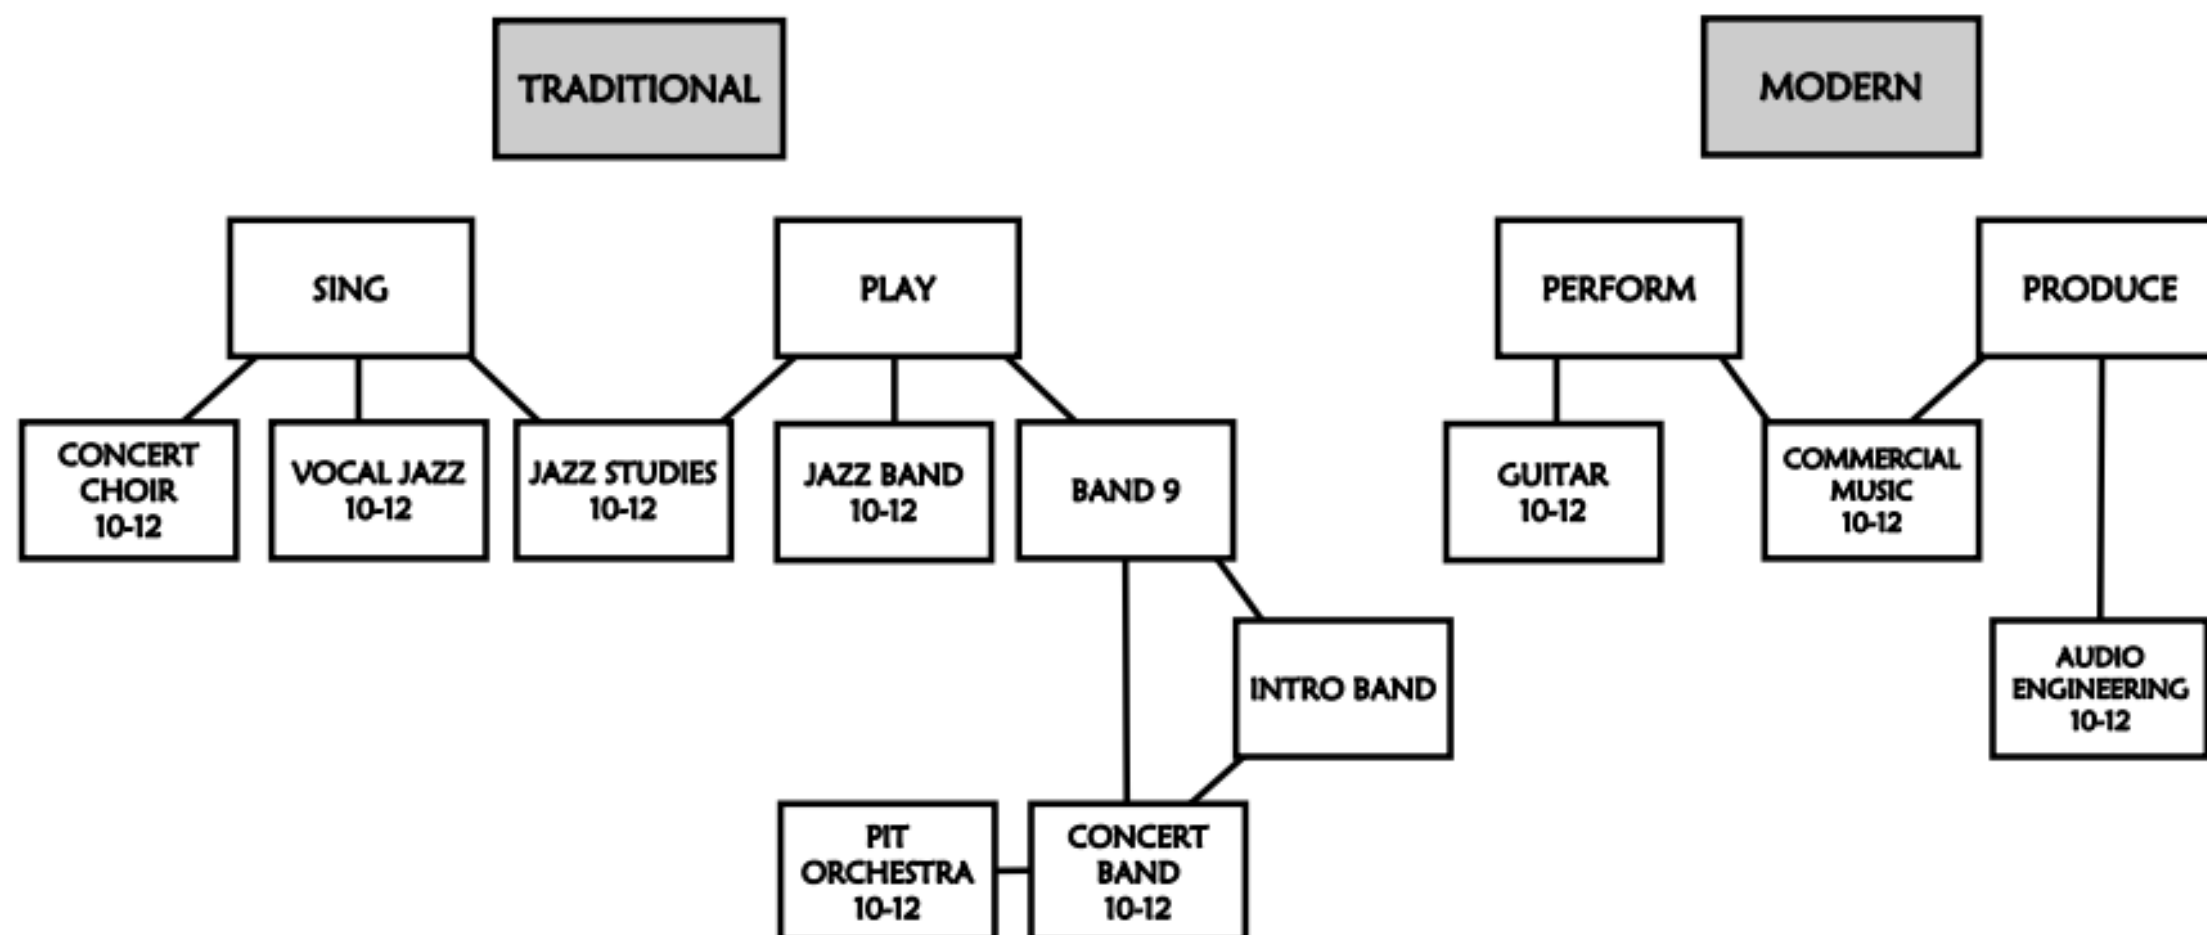 TRADITIONAL
MODERN
SING
PLAY
PERFORM
PRODUCE
CONCERT
CHOIR
10-12
VOCAL JAZZ
10-12
JAZZ STUDIES
10-12
JAZZ BAND
10-12
BAND 9
GUITAR
10-12
COMMERCIAL
MUSIC
10-12
INTRO BAND
AUDIO
ENGINEERING
10-12
PIT
ORCHESTRA
10-12
CONCERT
BAND
10-12